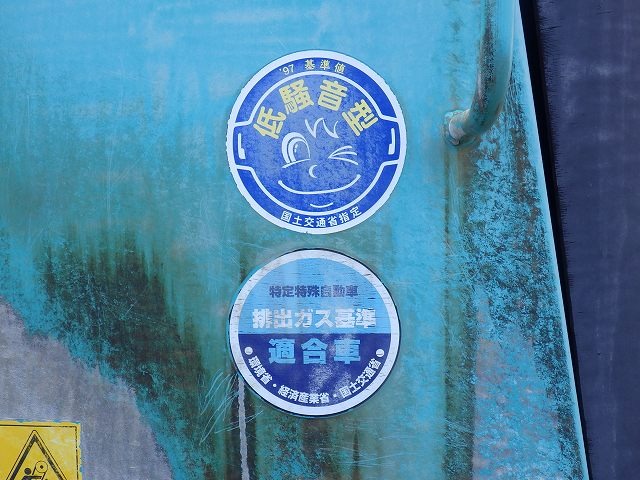 '97 基準値
低騒音型
国土交通省指定
特定特殊自動車
排出ガス基準
適合車
●環境省・経済産業省・国土交通省●